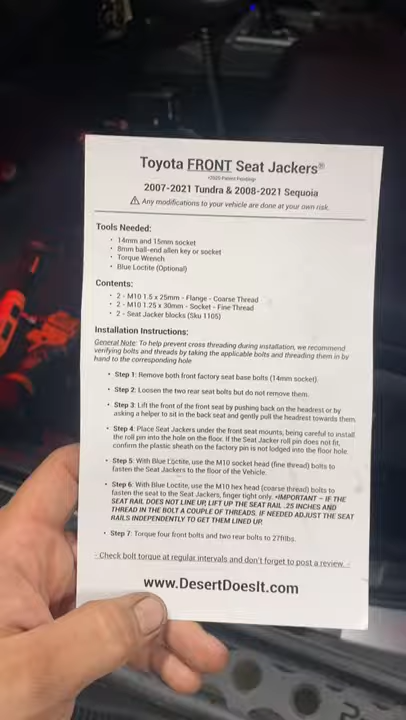 Toyota FRONT Seat Jackers®
*2020 Patent Pending*
2007-2021 Tundra & 2008-2021 Sequoia
⚠ Any modifications to your vehicle are done at your own risk.
Tools Needed:
• 14mm and 15mm socket
• 8mm ball-end allen key or socket
• Torque Wrench
• Blue Loctite (Optional)
Contents:
• 2 - M10 1.5 x 25mm - Flange - Coarse Thread
• 2 - M10 1.25 x 30mm - Socket - Fine Thread
• 2 - Seat Jacker blocks (Sku 1105)
Installation Instructions:
General Note: To help prevent cross threading during installation, we recommend
verifying bolts and threads by taking the applicable bolts and threading them in by
hand to the corresponding hole
• Step 1: Remove both front factory seat base bolts (14mm socket).
• Step 2: Loosen the two rear seat bolts but do not remove them.
• Step 3: Lift the front of the front seat by pushing back on the headrest or by
asking a helper to sit in the back seat and gently pull the headrest towards them.
• Step 4: Place Seat Jackers under the front seat mounts, being careful to install
the roll pin into the hole on the floor. If the Seat Jacker roll pin does not fit,
confirm the plastic sheath on the factory pin is not lodged into the floor hole.
• Step 5: With Blue Loctite, use the M10 socket head (fine thread) bolts to
fasten the Seat Jackers to the floor of the Vehicle.
• Step 6: With Blue Loctite, use the M10 hex head (coarse thread) bolts to
fasten the seat to the Seat Jackers, finger tight only. *IMPORTANT – IF THE
SEAT RAIL DOES NOT LINE UP, LIFT UP THE SEAT RAIL .25 INCHES AND
THREAD IN THE BOLT A COUPLE OF THREADS. IF NEEDED ADJUST THE SEAT
RAILS INDEPENDENTLY TO GET THEM LINED UP.
• Step 7: Torque four front bolts and two rear bolts to 27ftlbs.
- Check bolt torque at regular intervals and don't forget to post a review. -
www.DesertDoesIt.com